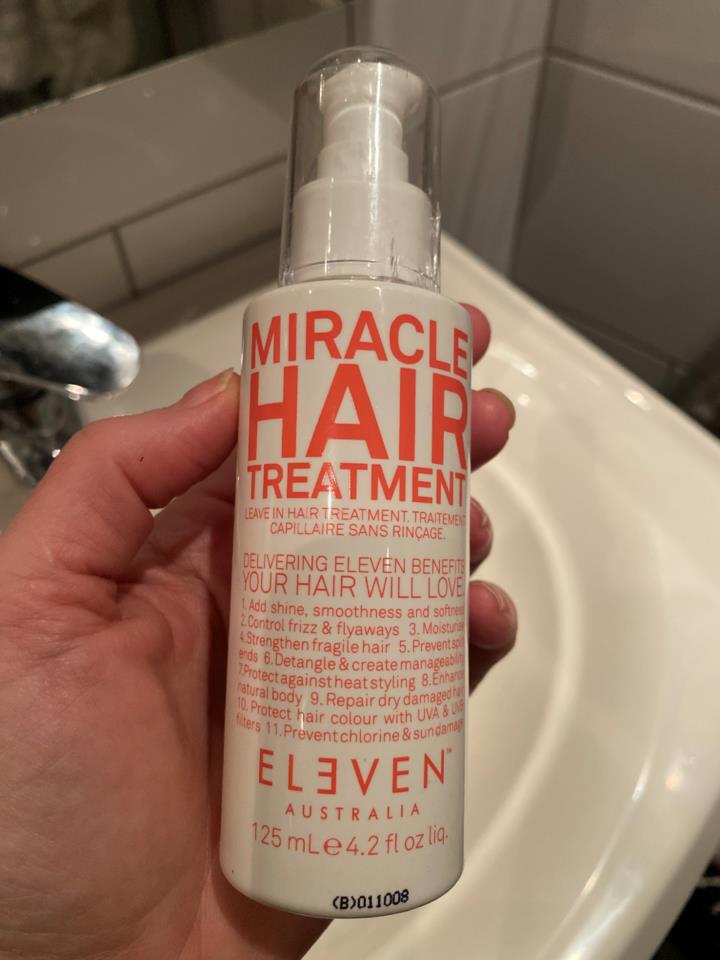 MIRACLE
HAIR
TREATMENT
LEAVE IN HAIR TREATMENT. TRAITEMENT
CAPILLAIRE SANS RINÇAGE.
DELIVERING ELEVEN BENEFITS
YOUR HAIR WILL LOVE.
1. Add shine, smoothness and softness
2. Control frizz & flyaways 3. Moisturise
4. Strengthen fragile hair 5. Prevent split
ends 6. Detangle & create manageability
7. Protect against heat styling 8. Enhance
natural body 9. Repair dry damaged hair
10. Protect hair colour with UVA & UVB
filters 11. Prevent chlorine & sun damage
ELEVEN™
AUSTRALIA
125 mL e 4.2 fl oz liq.
(B)011008